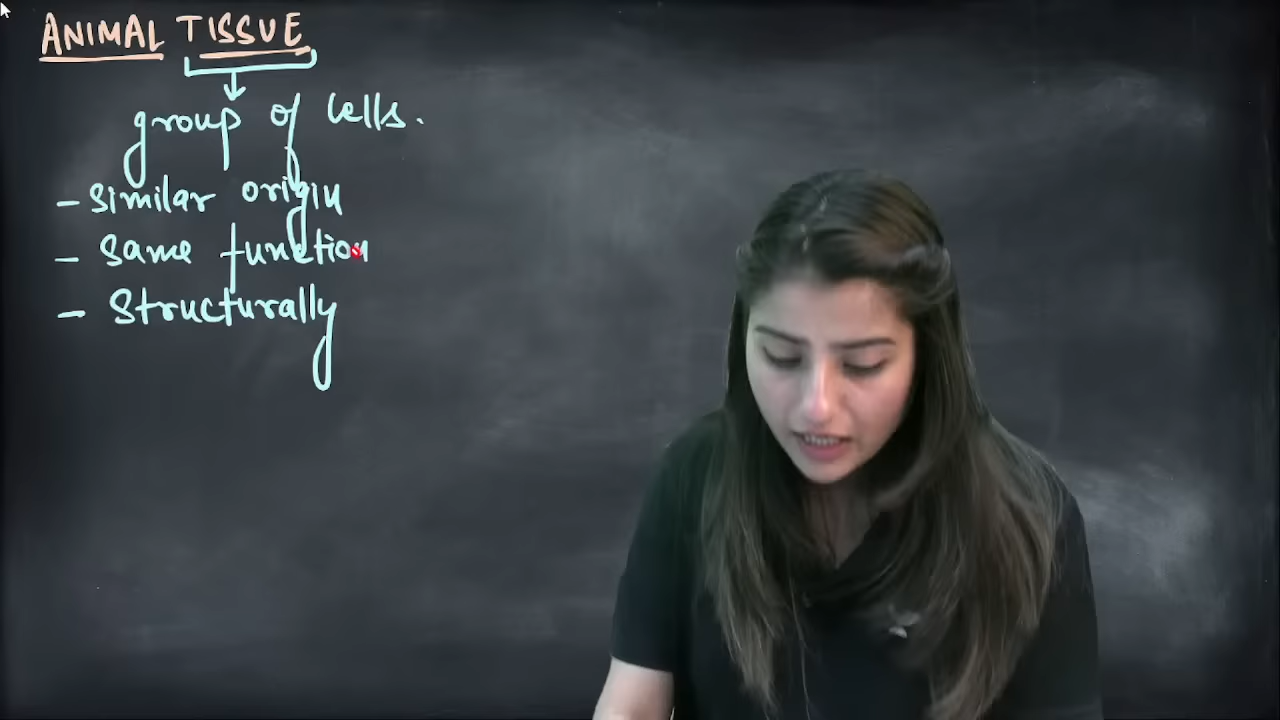 ANIMAL TISSUE
group of cells.
- Similar origin
- Same function
- Structurally